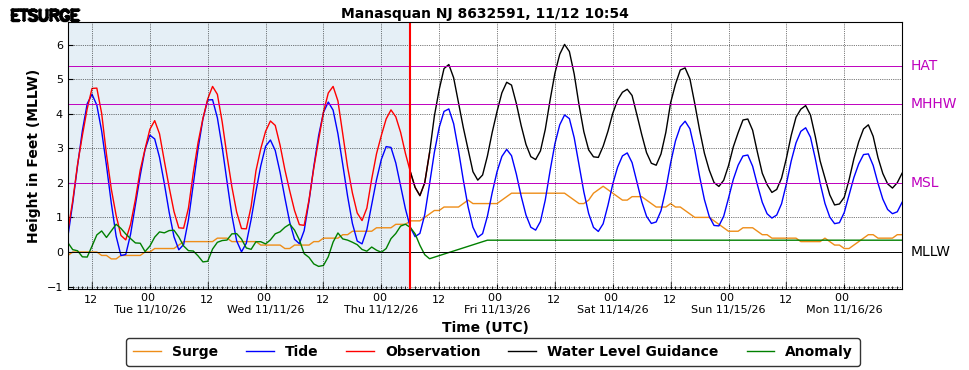 ETSURGE
Manasquan NJ 8632591, 11/12 10:54
Height in Feet (MLLW)
6
5
4
3
2
1
0
−1
HAT
MHHW
MSL
MLLW
12 00 12 00 12 00 12 00 12 00 12 00 12 00
Tue 11/10/26 Wed 11/11/26 Thu 11/12/26 Fri 11/13/26 Sat 11/14/26 Sun 11/15/26 Mon 11/16/26
Time (UTC)
Surge Tide Observation Water Level Guidance Anomaly